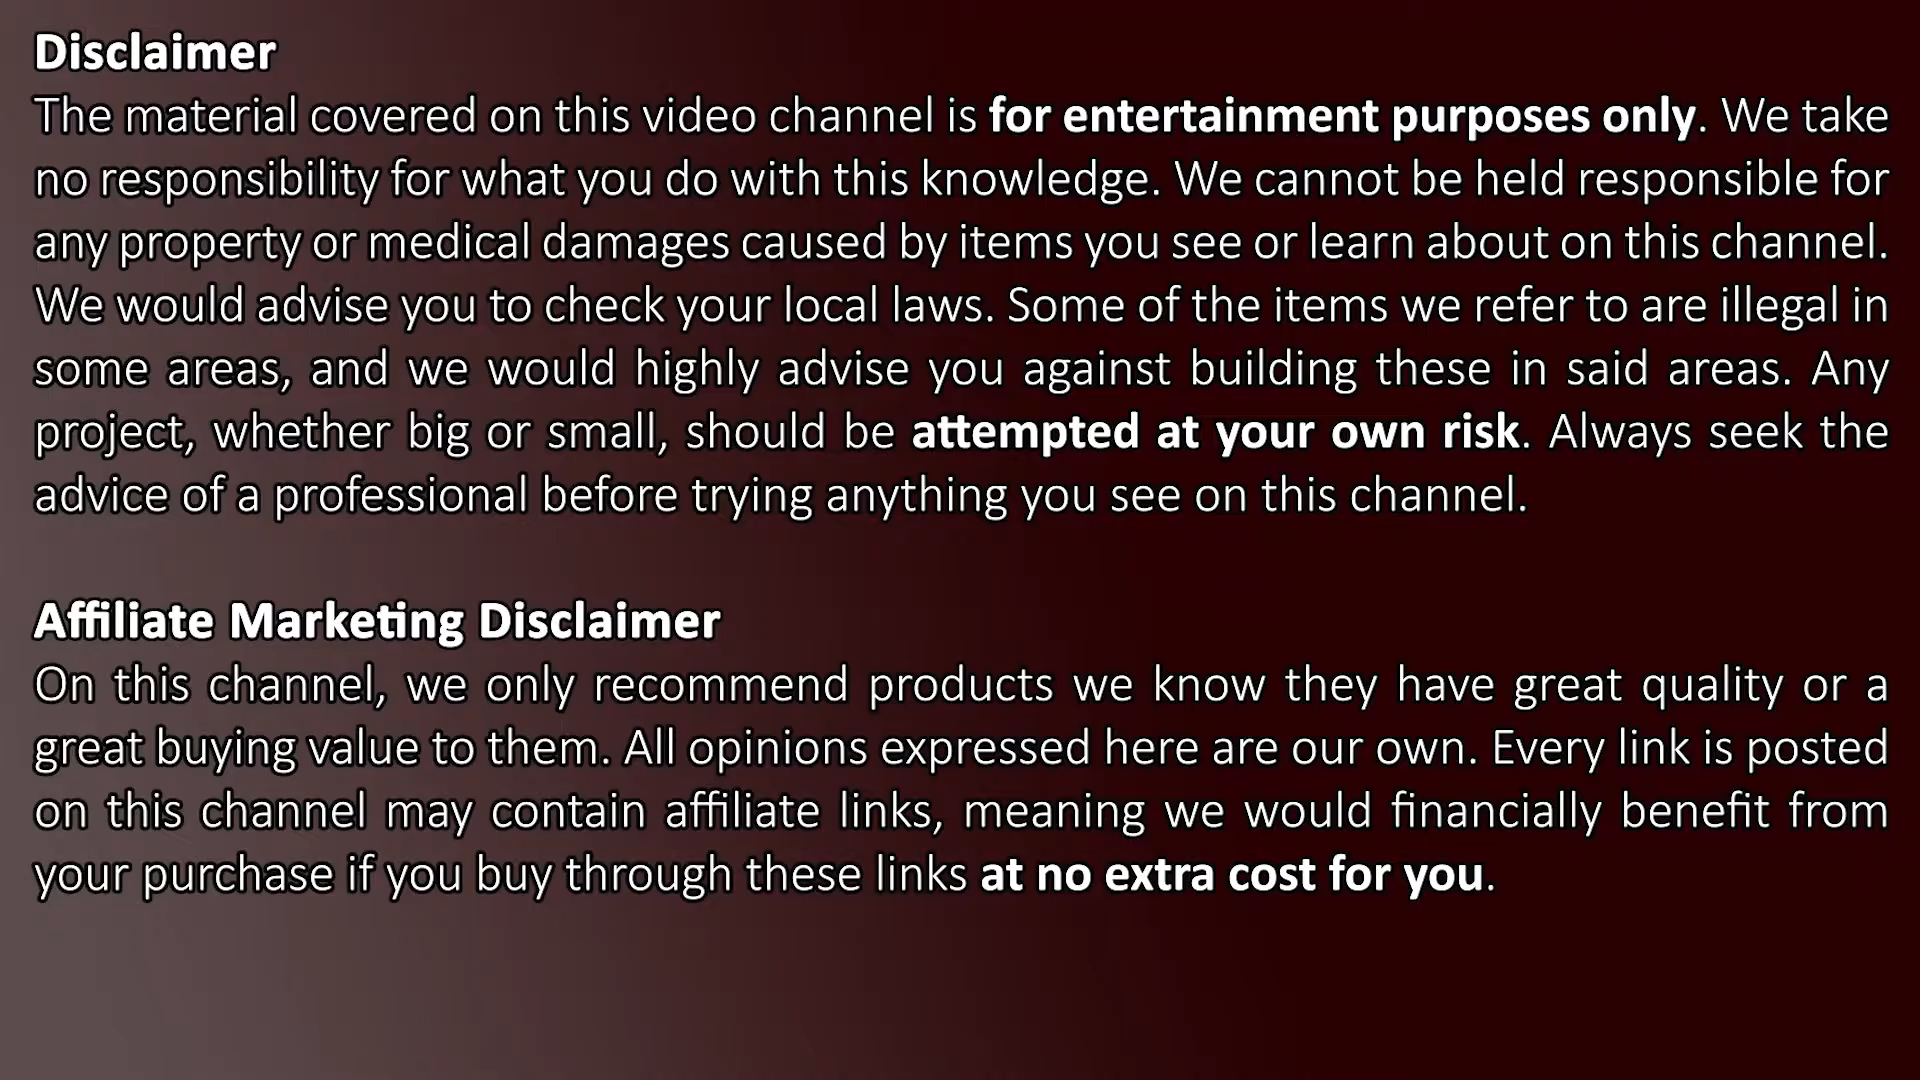 Disclaimer
The material covered on this video channel is for entertainment purposes only. We take
no responsibility for what you do with this knowledge. We cannot be held responsible for
any property or medical damages caused by items you see or learn about on this channel.
We would advise you to check your local laws. Some of the items we refer to are illegal in
some areas, and we would highly advise you against building these in said areas. Any
project, whether big or small, should be attempted at your own risk. Always seek the
advice of a professional before trying anything you see on this channel.
Affiliate Marketing Disclaimer
On this channel, we only recommend products we know they have great quality or a
great buying value to them. All opinions expressed here are our own. Every link is posted
on this channel may contain affiliate links, meaning we would financially benefit from
your purchase if you buy through these links at no extra cost for you.